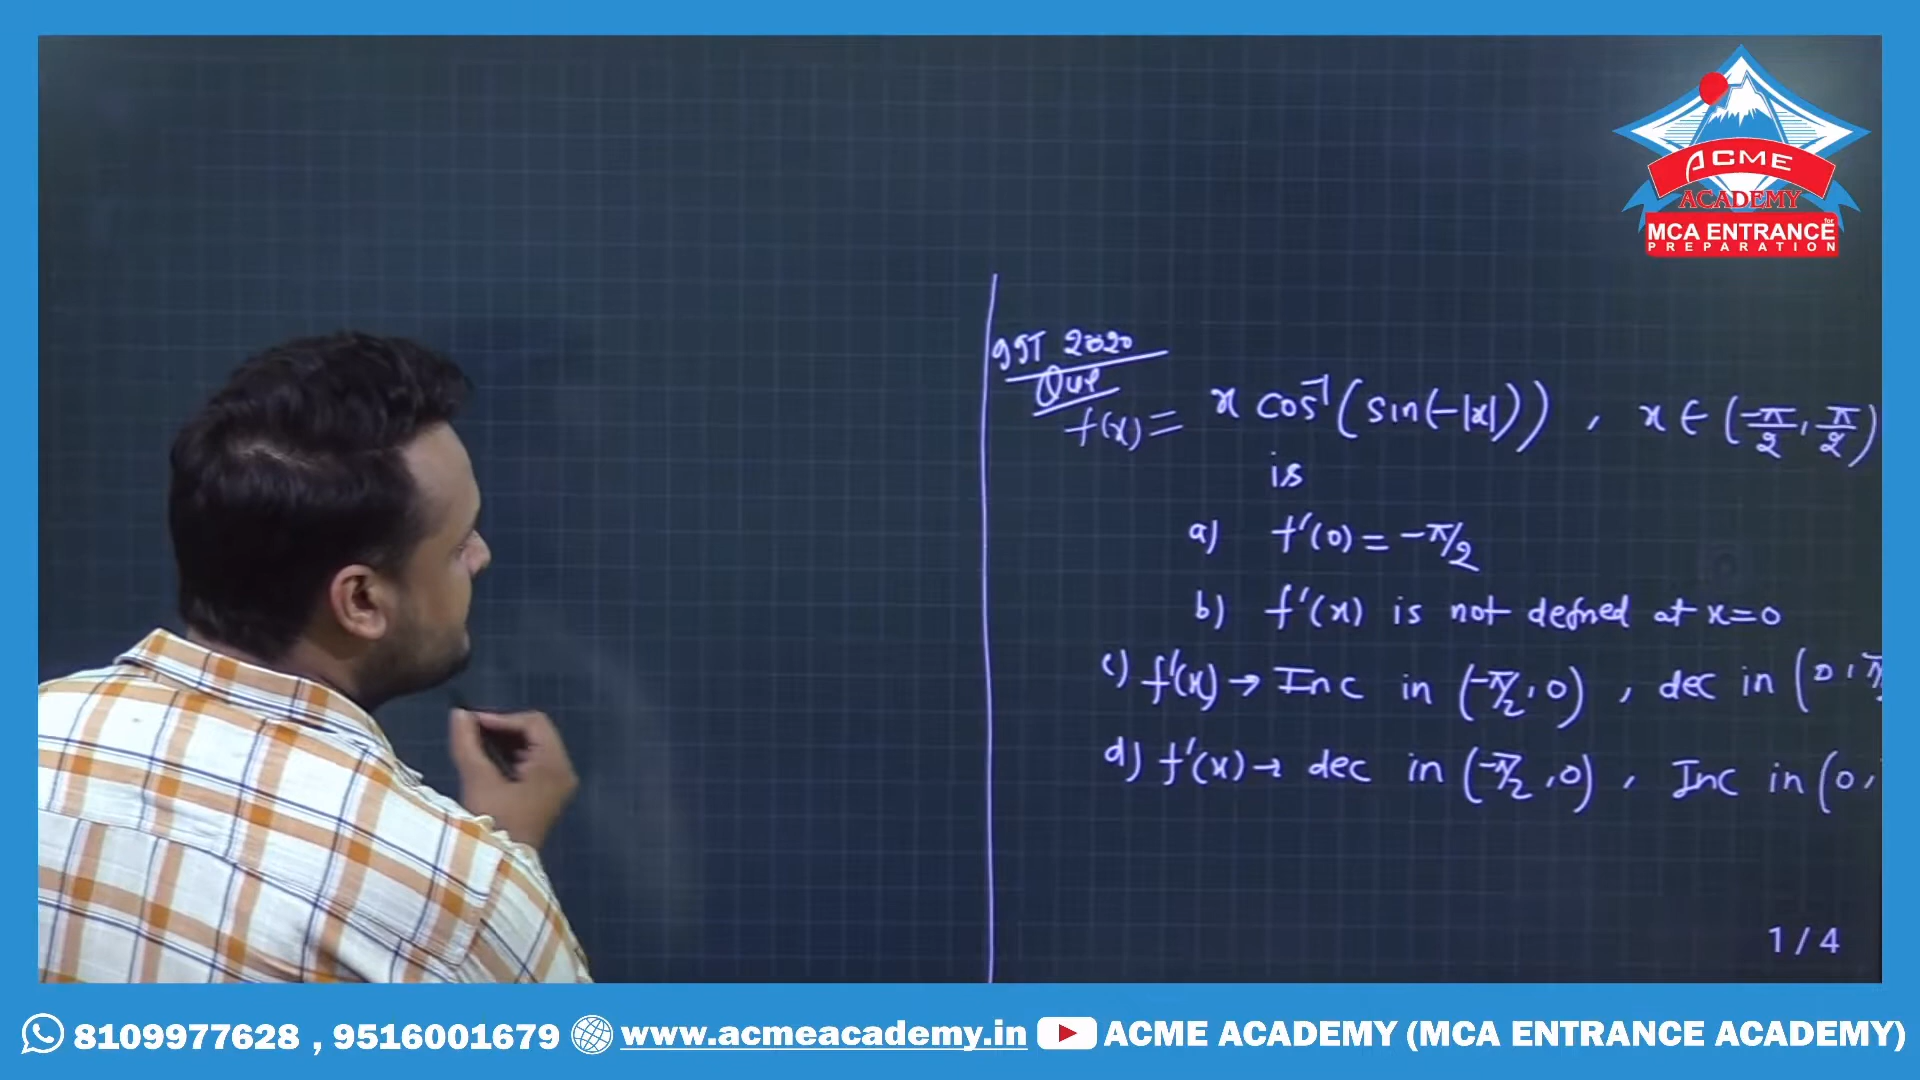 ACME
ACADEMY
for
MCA ENTRANCE
PREPARATION
2020
Que
f(x) = x cos⁻¹(sin(-|x|)) , x ∈ (-π/2, π/2)
is
a) f'(0) = -π/2
b) f'(x) is not defined at x=0
c) f'(x) → Inc in (-π/2, 0) , dec in (0, π
d) f'(x) → dec in (-π/2, 0) , Inc in (0,
1 / 4
8109977628 , 9516001679 www.acmeacademy.in ACME ACADEMY (MCA ENTRANCE ACADEMY)